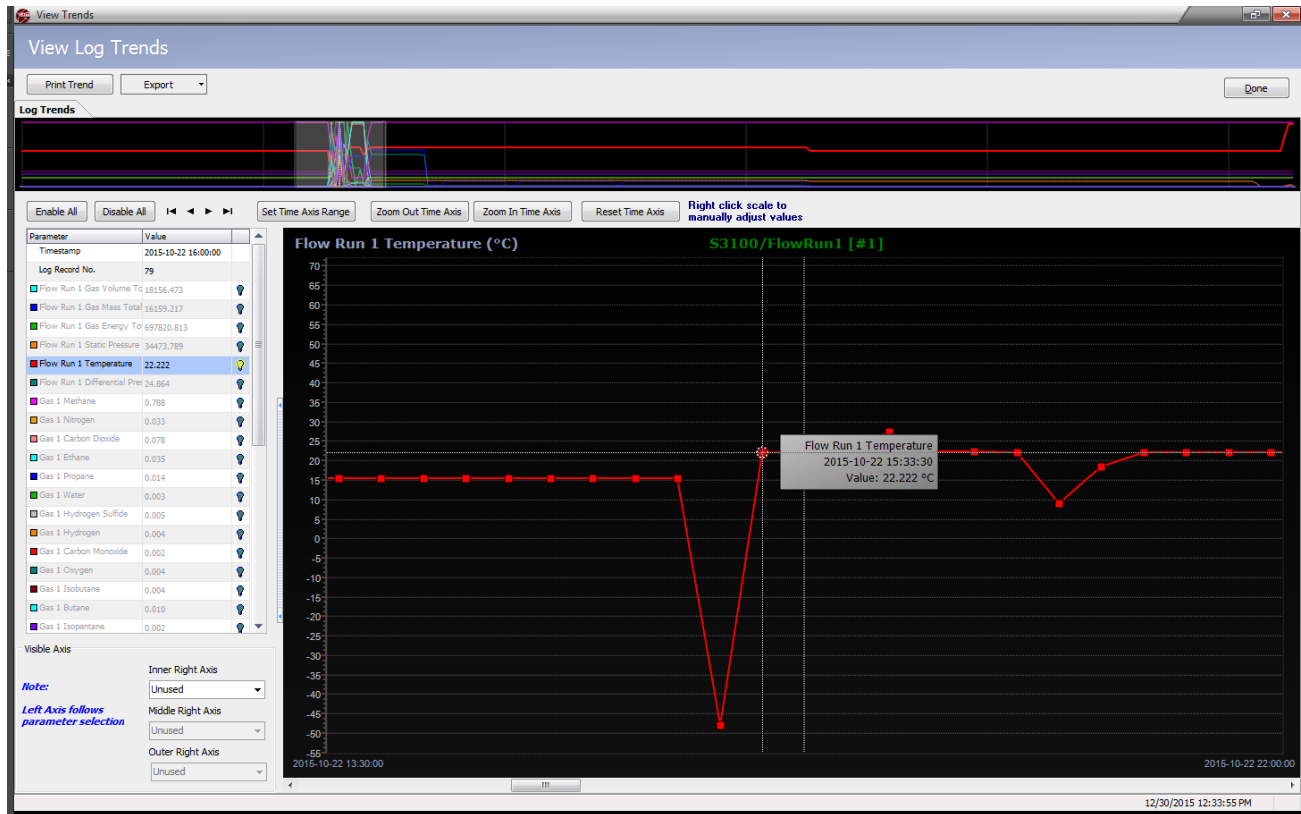 View Trends
View Log Trends
Print Trend
Export
Done
Log Trends
Enable All
Disable All
Set Time Axis Range
Zoom Out Time Axis
Zoom In Time Axis
Reset Time Axis
Right click scale to
manually adjust values
Parameter Value
Timestamp 2015-10-22 16:00:00
Log Record No. 79
Flow Run 1 Gas Volume To 18156.473
Flow Run 1 Gas Mass Total 16159.217
Flow Run 1 Gas Energy To 697820.813
Flow Run 1 Static Pressure 34473.789
Flow Run 1 Temperature 22.222
Flow Run 1 Differential Pre 24.864
Gas 1 Methane 0.788
Gas 1 Nitrogen 0.033
Gas 1 Carbon Dioxide 0.078
Gas 1 Ethane 0.035
Gas 1 Propane 0.014
Gas 1 Water 0.003
Gas 1 Hydrogen Sulfide 0.005
Gas 1 Hydrogen 0.004
Gas 1 Carbon Monoxide 0.002
Gas 1 Oxygen 0.004
Gas 1 Isobutane 0.004
Gas 1 Butane 0.010
Gas 1 Isopentane 0.002
Visible Axis
Note:
Left Axis follows
parameter selection
Inner Right Axis
Unused
Middle Right Axis
Unused
Outer Right Axis
Unused
Flow Run 1 Temperature (°C)
S3100/FlowRun1 [#1]
70
65
60
55
50
45
40
35
30
25
20
15
10
5
0
-5
-10
-15
-20
-25
-30
-35
-40
-45
-50
-55
Flow Run 1 Temperature
2015-10-22 15:33:30
Value: 22.222 ºC
2015-10-22 13:30:00
2015-10-22 22:00:00
12/30/2015 12:33:55 PM